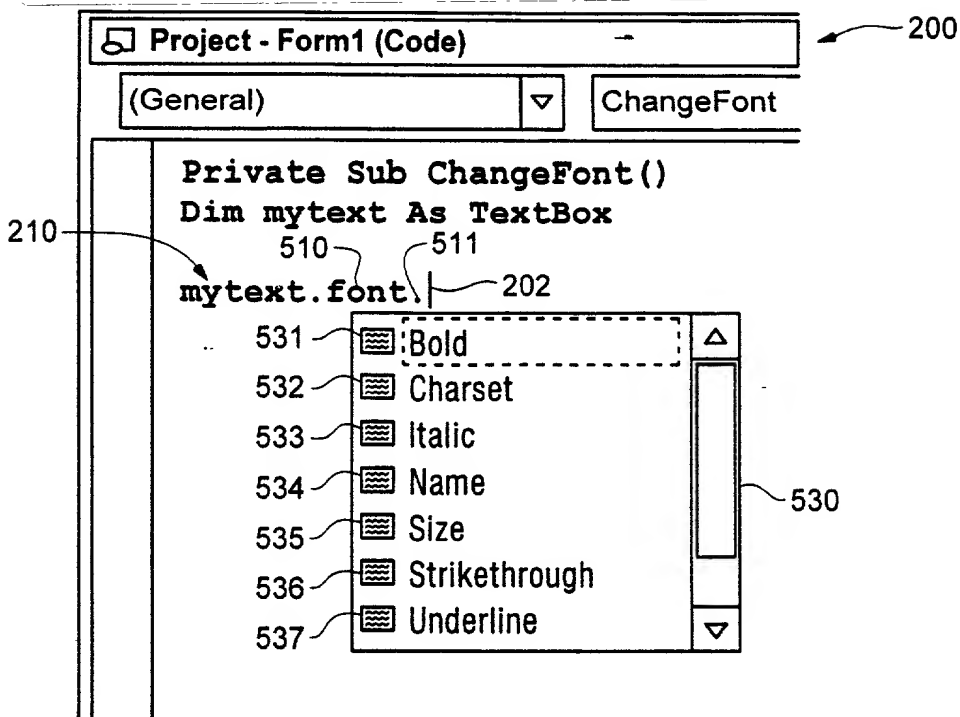 Project - Form1 (Code) 200
(General) ChangeFont
Private Sub ChangeFont()
Dim mytext As TextBox
210 510 511
mytext.font. 202
531 Bold
532 Charset
533 Italic
534 Name
530
535 Size
536 Strikethrough
537 Underline